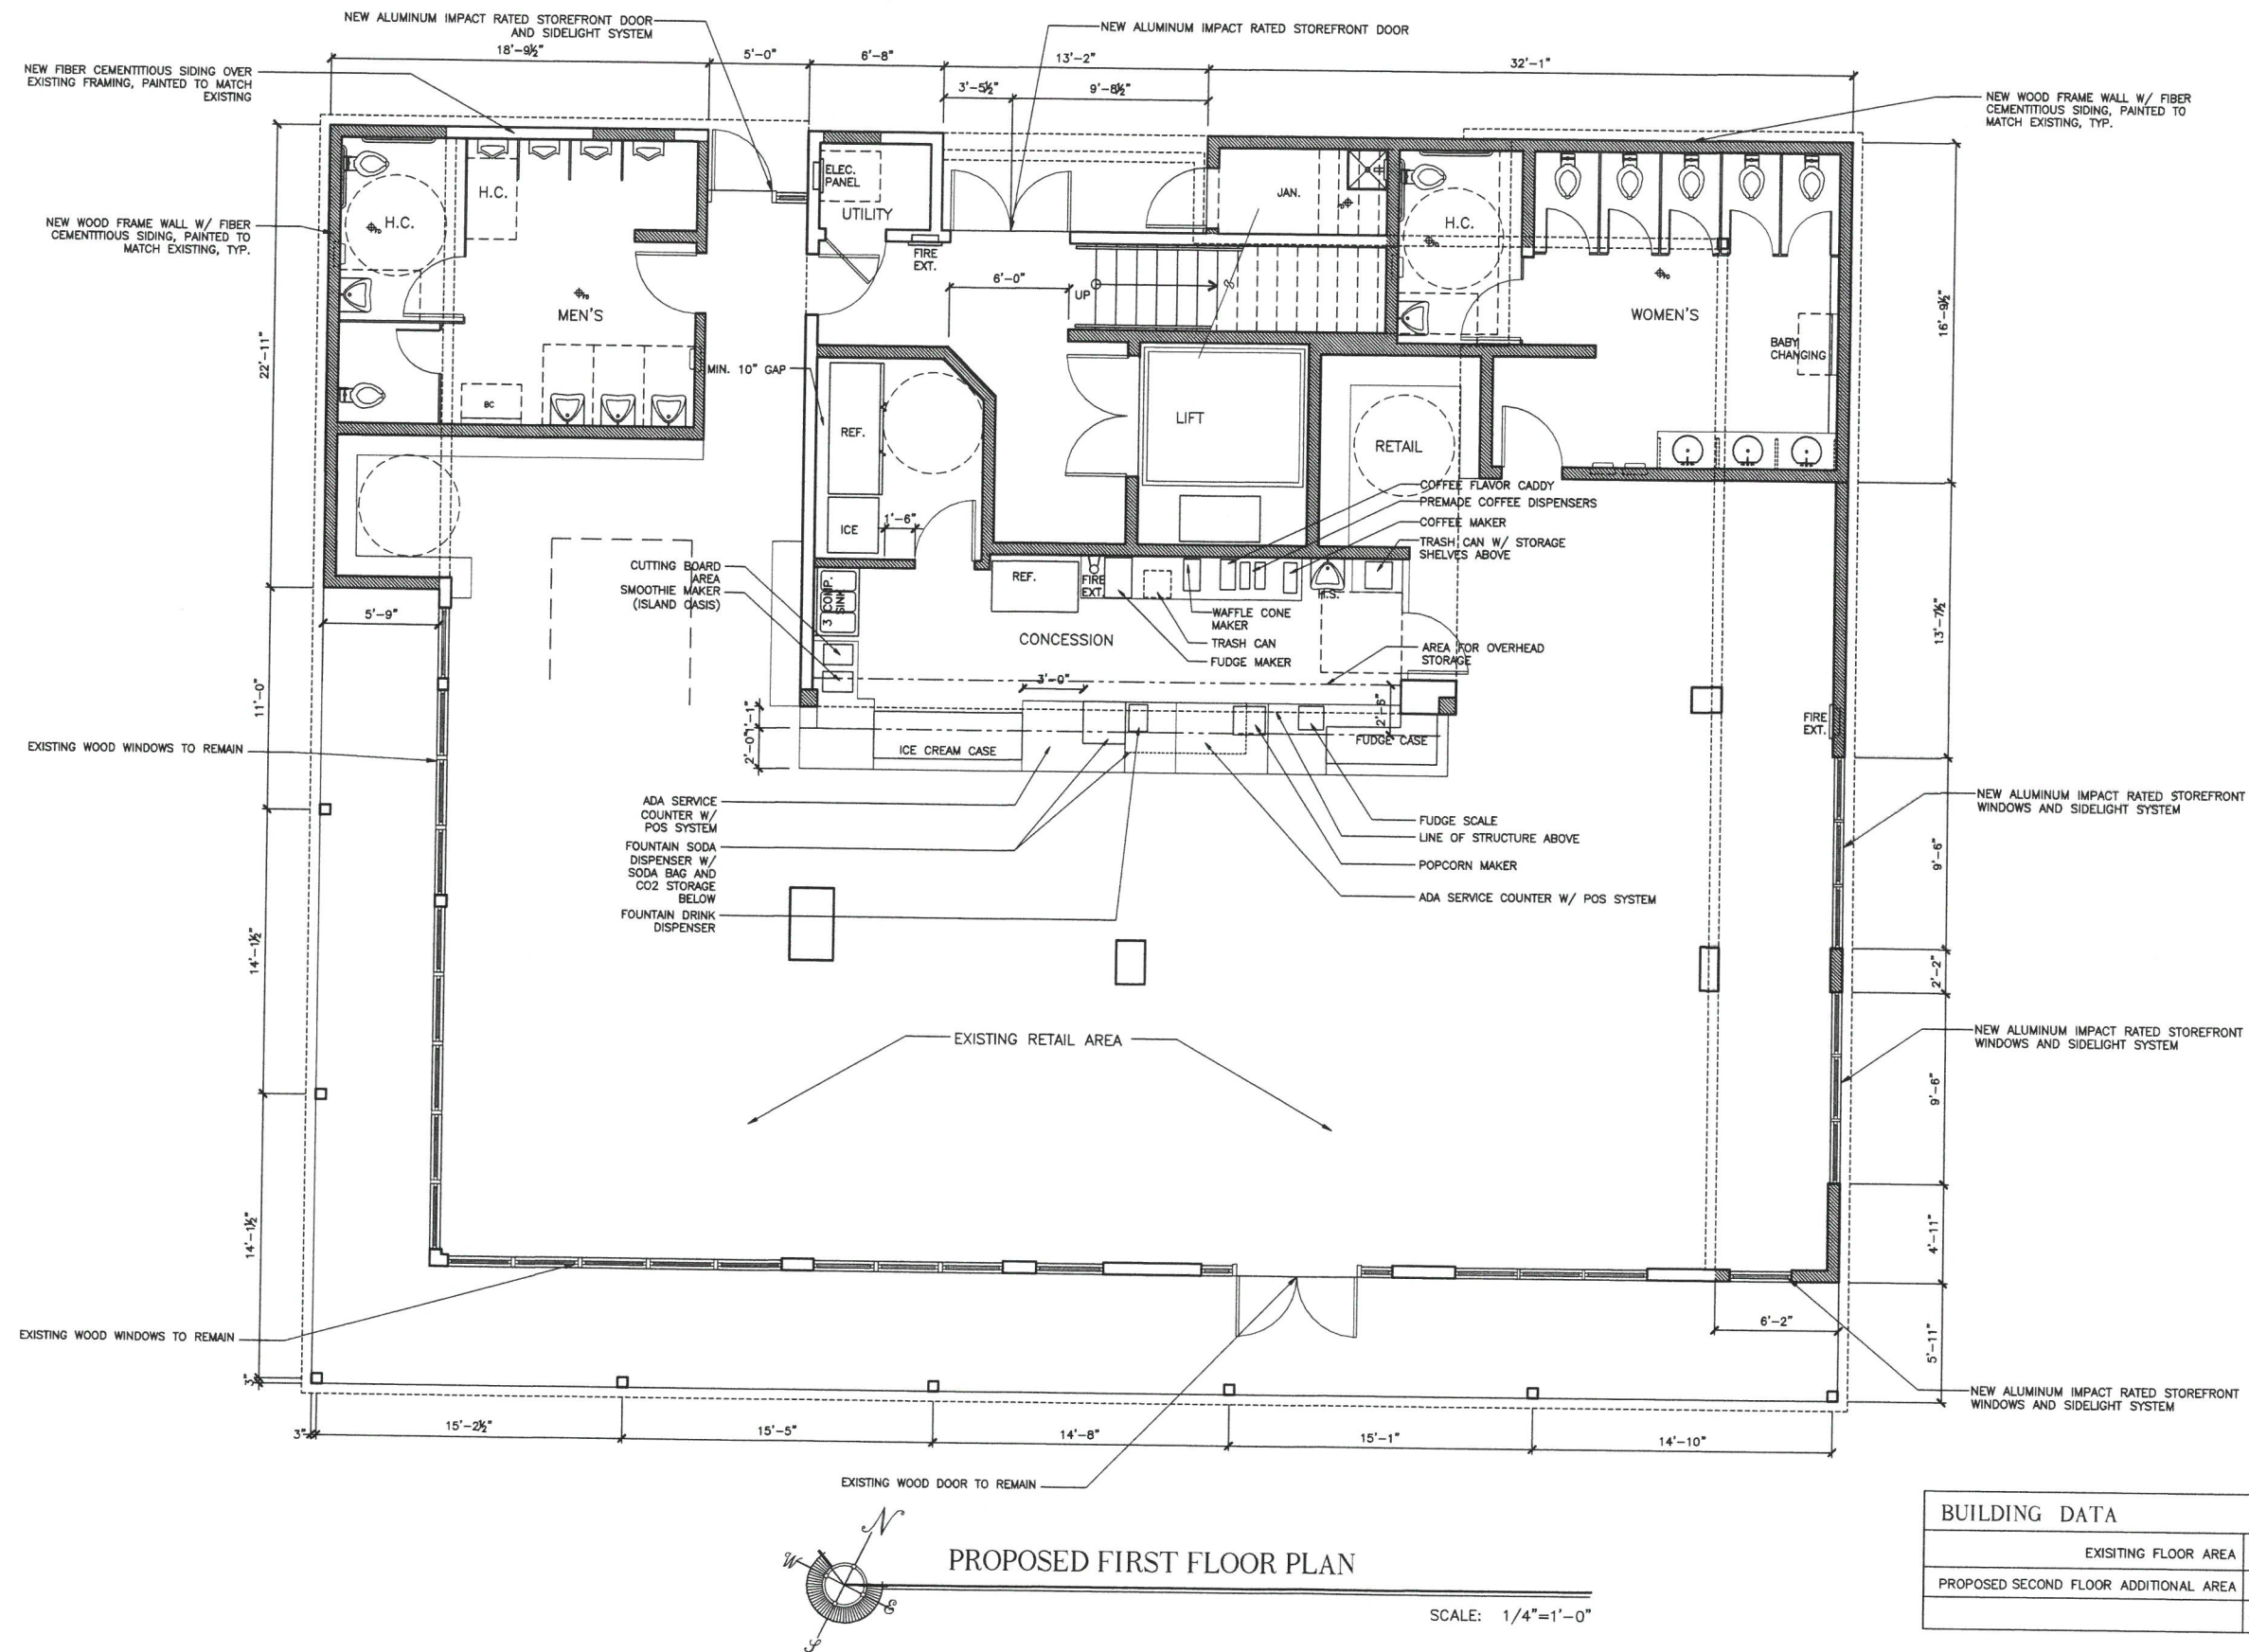 NEW ALUMINUM IMPACT RATED STOREFRONT DOOR
AND SIDELIGHT SYSTEM
NEW ALUMINUM IMPACT RATED STOREFRONT DOOR
18'-9½"
5'-0"
6'-8"
13'-2"
32'-1"
3'-5½"
9'-8½"
NEW FIBER CEMENTITIOUS SIDING OVER
EXISTING FRAMING, PAINTED TO MATCH
EXISTING
NEW WOOD FRAME WALL W/ FIBER
CEMENTITIOUS SIDING, PAINTED TO
MATCH EXISTING, TYP.
NEW WOOD FRAME WALL W/ FIBER
CEMENTITIOUS SIDING, PAINTED TO
MATCH EXISTING, TYP.
H.C.
H.C.
MEN'S
BC
ELEC.
PANEL
UTILITY
FIRE
EXT.
6'-0"
UP
JAN.
H.C.
WOMEN'S
BABY
CHANGING
22'-11"
16'-9½"
MIN. 10" GAP
REF.
ICE
1'-6"
LIFT
RETAIL
COFFEE FLAVOR CADDY
PREMADE COFFEE DISPENSERS
COFFEE MAKER
TRASH CAN W/ STORAGE
SHELVES ABOVE
CUTTING BOARD
AREA
SMOOTHIE MAKER
(ISLAND OASIS)
3 COMP.
SINK
REF.
FIRE
EXT.
H.S.
WAFFLE CONE
MAKER
TRASH CAN
FUDGE MAKER
CONCESSION
AREA FOR OVERHEAD
STORAGE
3'-0"
2'-6"
1'-1"
2'-0"
ICE CREAM CASE
FUDGE CASE
5'-9"
11'-0"
13'-7½"
FIRE
EXT.
EXISTING WOOD WINDOWS TO REMAIN
ADA SERVICE
COUNTER W/
POS SYSTEM
FOUNTAIN SODA
DISPENSER W/
SODA BAG AND
CO2 STORAGE
BELOW
FOUNTAIN DRINK
DISPENSER
FUDGE SCALE
LINE OF STRUCTURE ABOVE
POPCORN MAKER
ADA SERVICE COUNTER W/ POS SYSTEM
NEW ALUMINUM IMPACT RATED STOREFRONT
WINDOWS AND SIDELIGHT SYSTEM
9'-6"
14'-1½"
2'-2"
EXISTING RETAIL AREA
NEW ALUMINUM IMPACT RATED STOREFRONT
WINDOWS AND SIDELIGHT SYSTEM
9'-6"
14'-1½"
4'-11"
EXISTING WOOD WINDOWS TO REMAIN
6'-2"
5'-11"
3"
NEW ALUMINUM IMPACT RATED STOREFRONT
WINDOWS AND SIDELIGHT SYSTEM
3"
15'-2½"
15'-5"
14'-8"
15'-1"
14'-10"
EXISTING WOOD DOOR TO REMAIN
N
W
E
S
PROPOSED FIRST FLOOR PLAN
SCALE: 1/4"=1'-0"
BUILDING DATA
EXISITING FLOOR AREA
PROPOSED SECOND FLOOR ADDITIONAL AREA